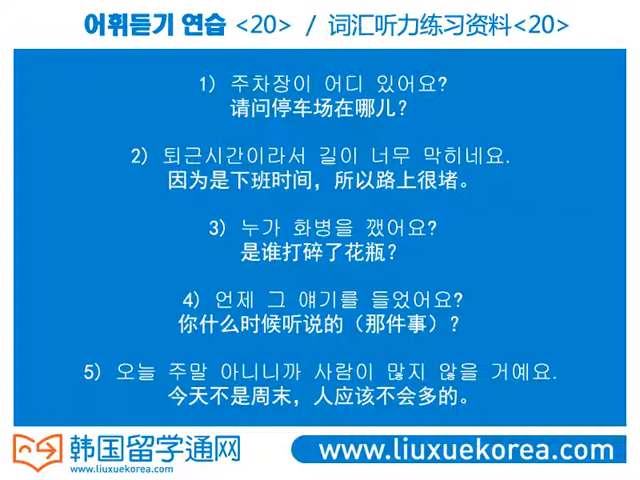 어휘듣기 연습 <20> / 词汇听力练习资料<20>
1) 주차장이 어디 있어요?
请问停车场在哪儿?
2) 퇴근시간이라서 길이 너무 막히네요.
因为是下班时间，所以路上很堵。
3) 누가 화병을 깼어요?
是谁打碎了花瓶?
4) 언제 그 얘기를 들었어요?
你什么时候听说的（那件事）?
5) 오늘 주말 아니니까 사람이 많지 않을 거예요.
今天不是周末，人应该不会多的。
韩国留学通网
www.liuxuekorea.com
www.liuxuekorea.com